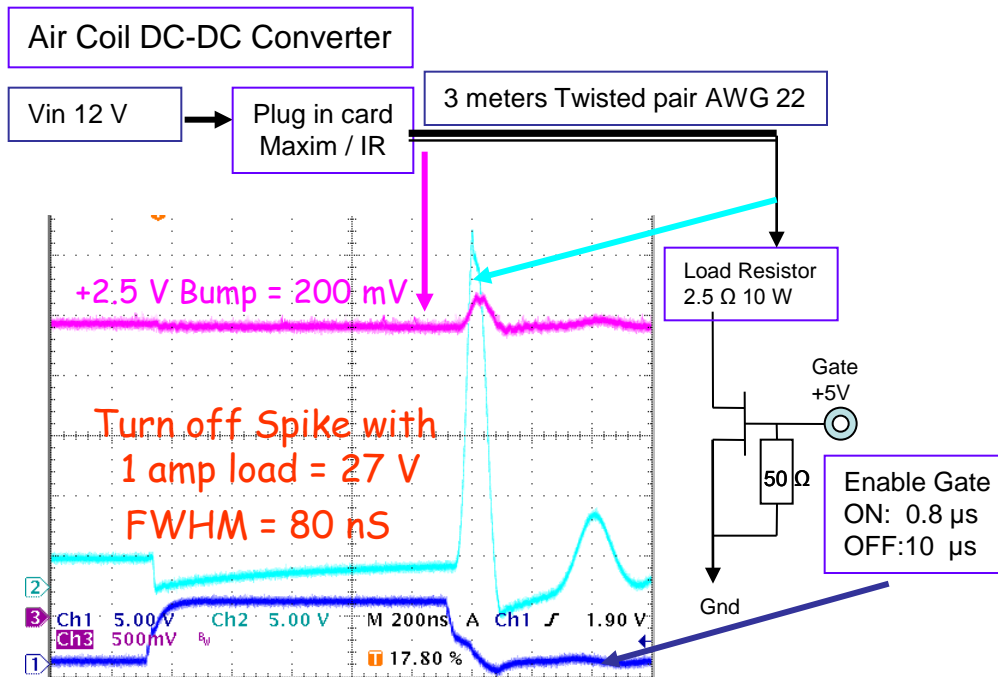 Air Coil DC-DC Converter
Vin 12 V
Plug in card
Maxim / IR
3 meters Twisted pair AWG 22
+2.5 V Bump = 200 mV
Load Resistor
2.5 Ω 10 W
Gate
+5V
Turn off Spike with
1 amp load = 27 V
FWHM = 80 nS
50 Ω
Enable Gate
ON: 0.8 µs
OFF:10 µs
Gnd
2
3
1
Ch1 5.00 V Ch2 5.00 V M 200ns A Ch1 ƒ 1.90 V
Ch3 500mV BW
T 17.80 %